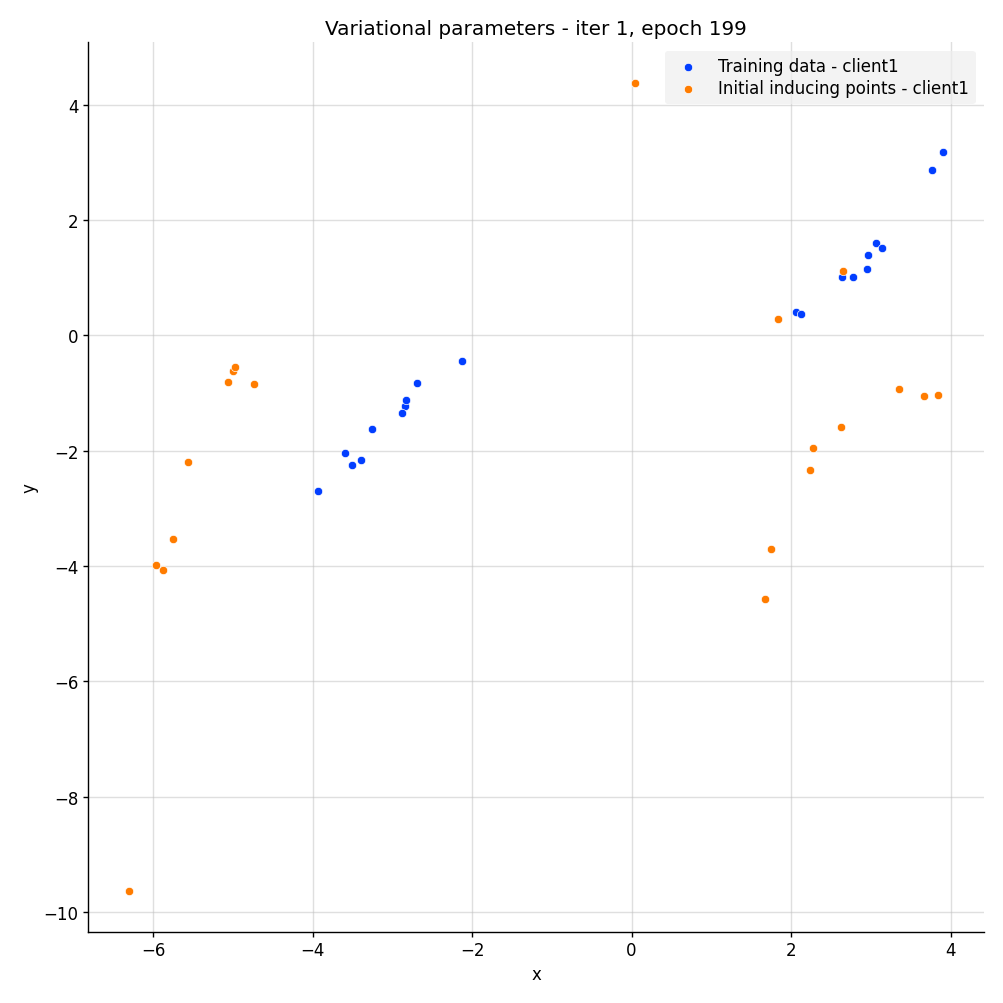 Variational parameters - iter 1, epoch 199
Training data - client1
Initial inducing points - client1
4
2
0
−2
−4
−6
−8
−10
y
−6 −4 −2 0 2 4
x